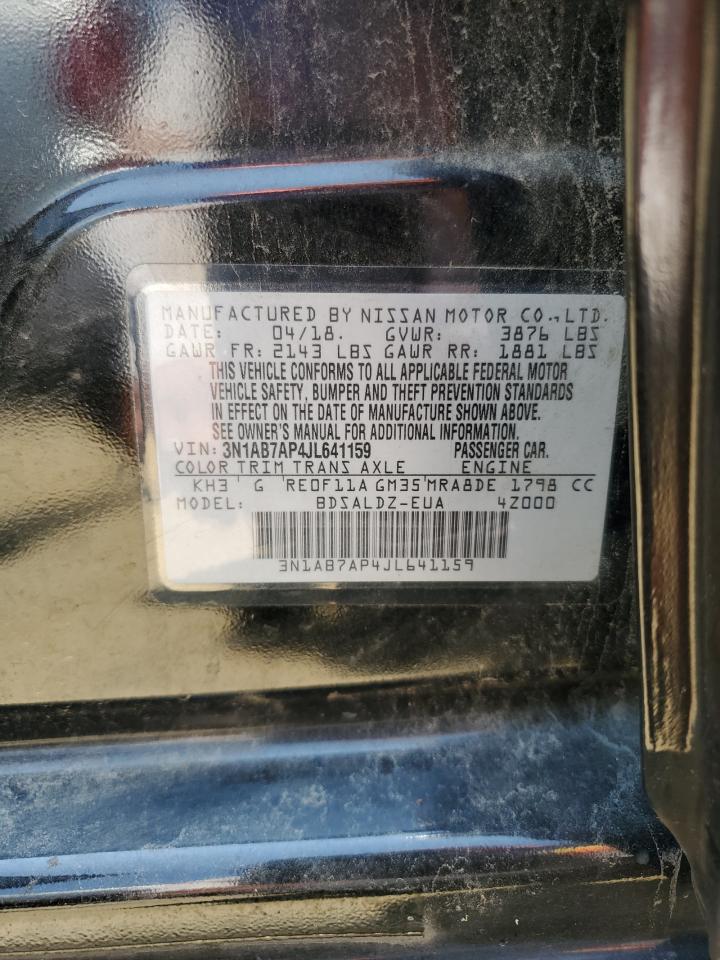 MANUFACTURED BY NISSAN MOTOR CO.,LTD.
DATE: 04/18. GVWR: 3876 LBS
GAWR FR: 2143 LBS GAWR RR: 1881 LBS
THIS VEHICLE CONFORMS TO ALL APPLICABLE FEDERAL MOTOR
VEHICLE SAFETY, BUMPER AND THEFT PREVENTION STANDARDS
IN EFFECT ON THE DATE OF MANUFACTURE SHOWN ABOVE.
SEE OWNER'S MANUAL FOR ADDITIONAL INFORMATION.
VIN: 3N1AB7AP4JL641159 PASSENGER CAR.
COLOR TRIM TRANS AXLE ENGINE
KH3 G RE0F11A GM35 MRA8DE 1798 CC
MODEL: BDSALDZ-EUA 4Z000
3N1AB7AP4JL641159